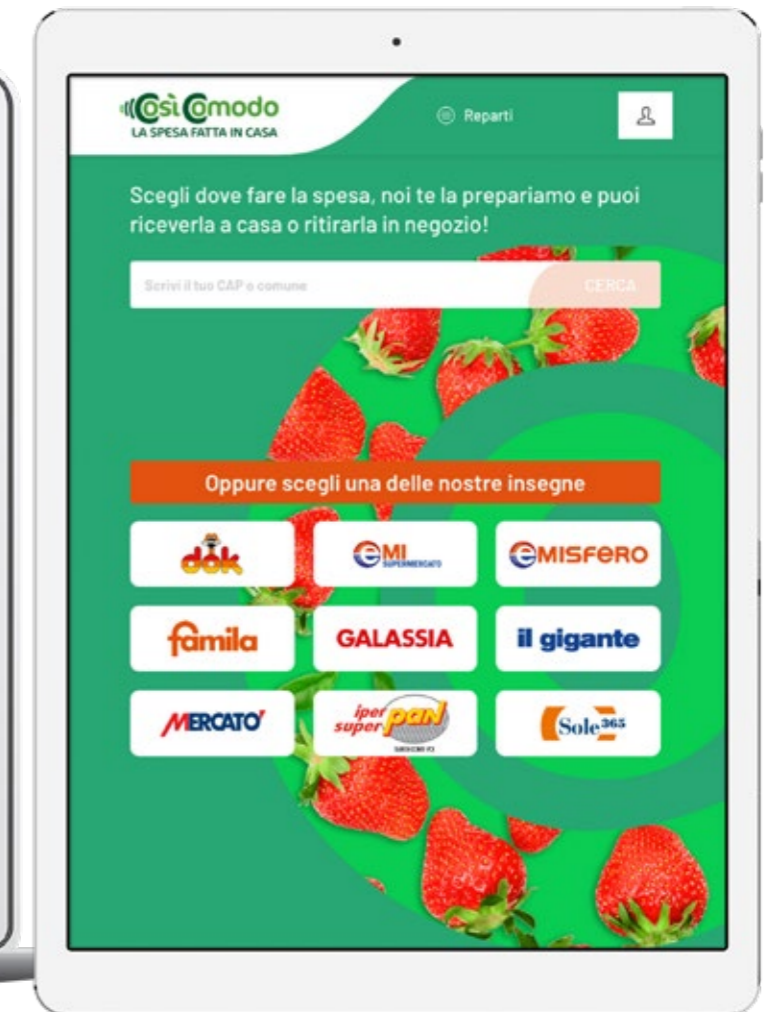 Così Comodo
LA SPESA FATTA IN CASA
Reparti
Scegli dove fare la spesa, noi te la prepariamo e puoi
riceverla a casa o ritirarla in negozio!
Scrivi il tuo CAP o comune
CERCA
Oppure scegli una delle nostre insegne
dok
eMI
SUPERMERCATO
eMISFERO
famila
GALASSIA
il gigante
MERCATO'
iper
super pan
Sole 365